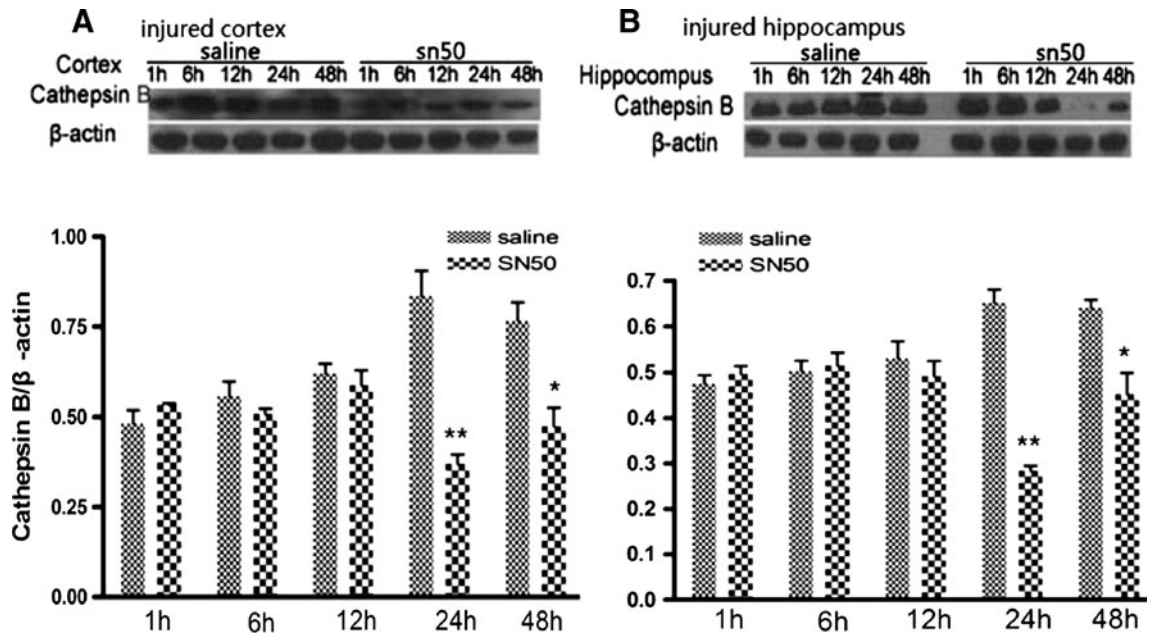 A injured cortex
saline sn50
Cortex 1h 6h 12h 24h 48h 1h 6h 12h 24h 48h
Cathepsin B
β-actin
B injured hippocampus
saline sn50
Hippocompus 1h 6h 12h 24h 48h 1h 6h 12h 24h 48h
Cathepsin B
β-actin
Cathepsin B/β -actin
1.00
0.75
0.50
0.25
0.00
saline
SN50
**
*
1h 6h 12h 24h 48h
0.7
0.6
0.5
0.4
0.3
0.2
0.1
0.0
saline
SN50
**
*
1h 6h 12h 24h 48h